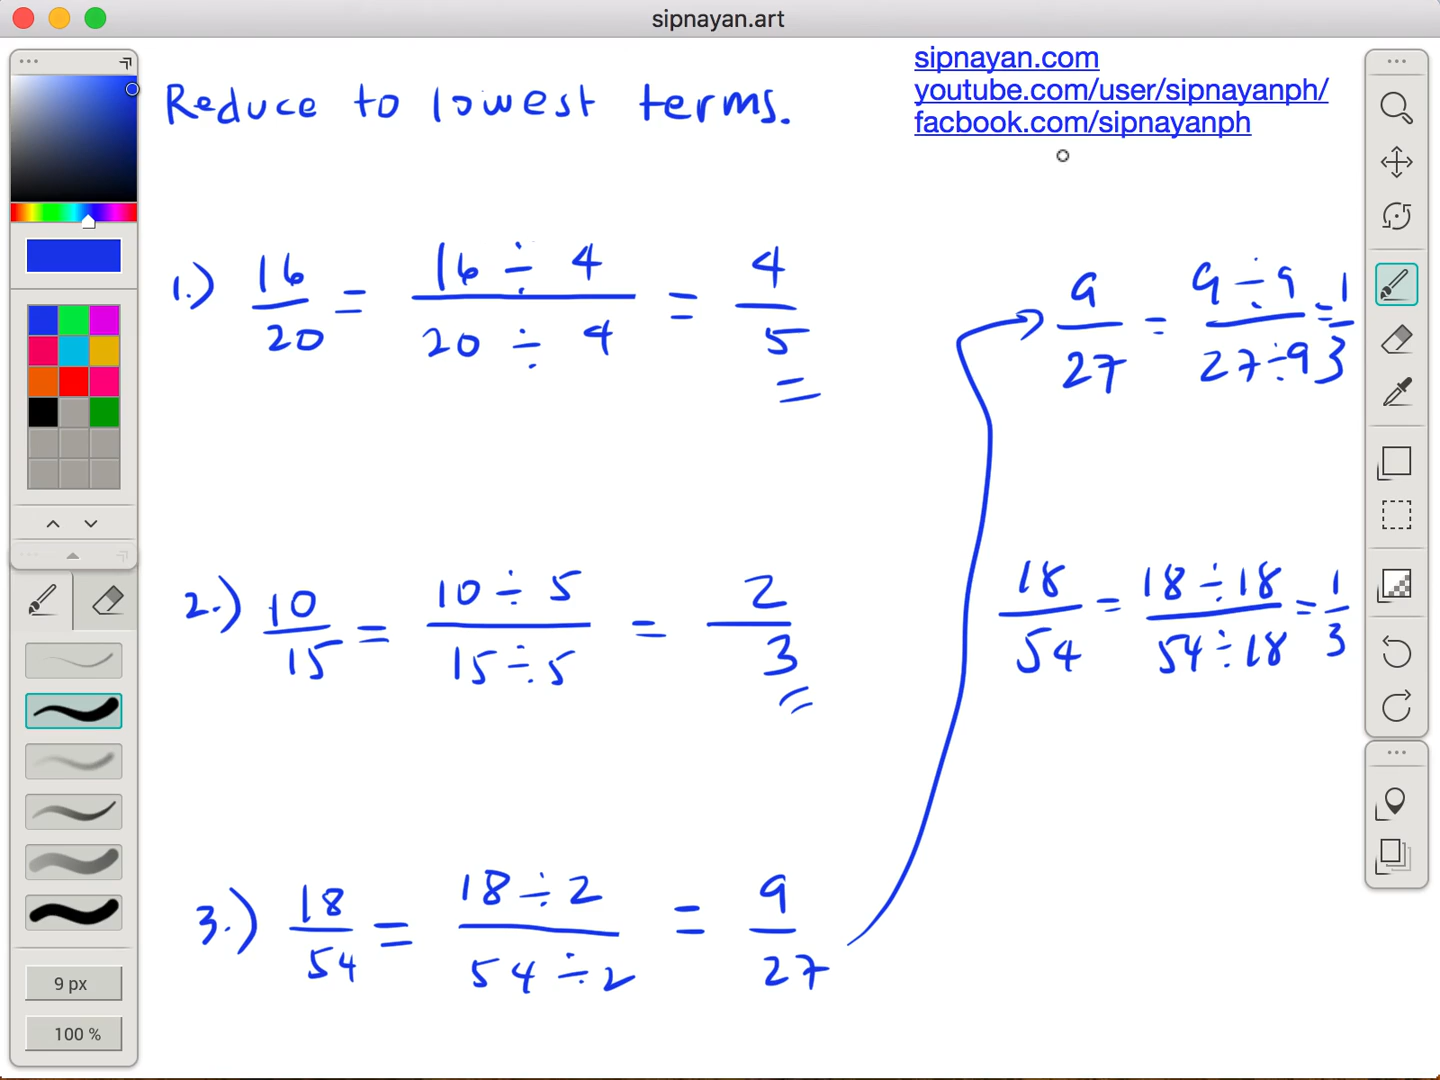 sipnayan.art
sipnayan.com
youtube.com/user/sipnayanph/
facbook.com/sipnayanph
Reduce to lowest terms.
1.) 16/20 = 16 ÷ 4 / 20 ÷ 4 = 4/5
9/27 = 9 ÷ 9 / 27 ÷ 9 = 1/3
2.) 10/15 = 10 ÷ 5 / 15 ÷ 5 = 2/3
18/54 = 18 ÷ 18 / 54 ÷ 18 = 1/3
3.) 18/54 = 18 ÷ 2 / 54 ÷ 2 = 9/27
9 px
100 %